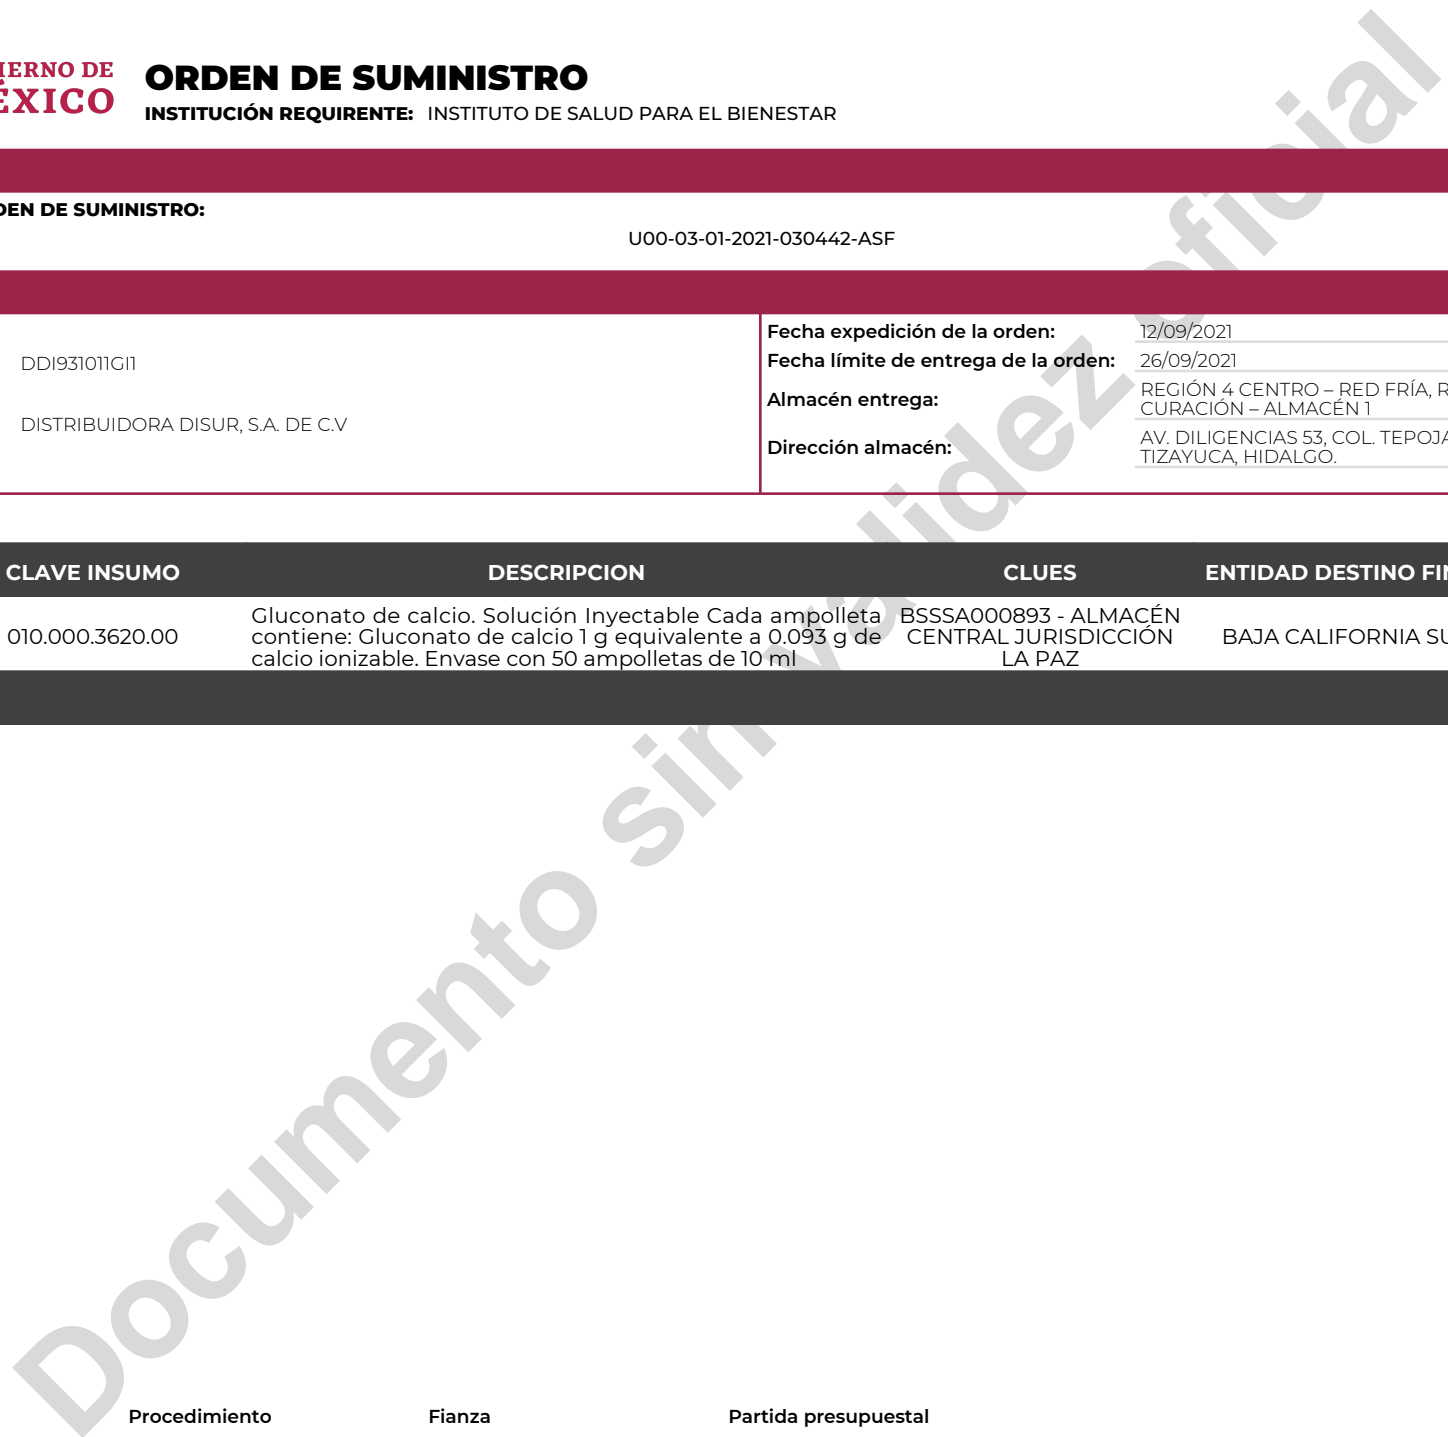 IERNO DE
ÉXICO
ORDEN DE SUMINISTRO
INSTITUCIÓN REQUIRENTE: INSTITUTO DE SALUD PARA EL BIENESTAR
DEN DE SUMINISTRO:
U00-03-01-2021-030442-ASF
DDI931011GI1
DISTRIBUIDORA DISUR, S.A. DE C.V
Fecha expedición de la orden: 12/09/2021
Fecha límite de entrega de la orden: 26/09/2021
Almacén entrega: REGIÓN 4 CENTRO – RED FRÍA, R
CURACIÓN – ALMACÉN 1
Dirección almacén: AV. DILIGENCIAS 53, COL. TEPOJA
TIZAYUCA, HIDALGO.
CLAVE INSUMO DESCRIPCION CLUES ENTIDAD DESTINO FIN
010.000.3620.00
Gluconato de calcio. Solución Inyectable Cada ampolleta
contiene: Gluconato de calcio 1 g equivalente a 0.093 g de
calcio ionizable. Envase con 50 ampolletas de 10 ml
BSSSA000893 - ALMACÉN
CENTRAL JURISDICCIÓN
LA PAZ
BAJA CALIFORNIA SU
Documento sin validez oficial
Procedimiento Fianza Partida presupuestal